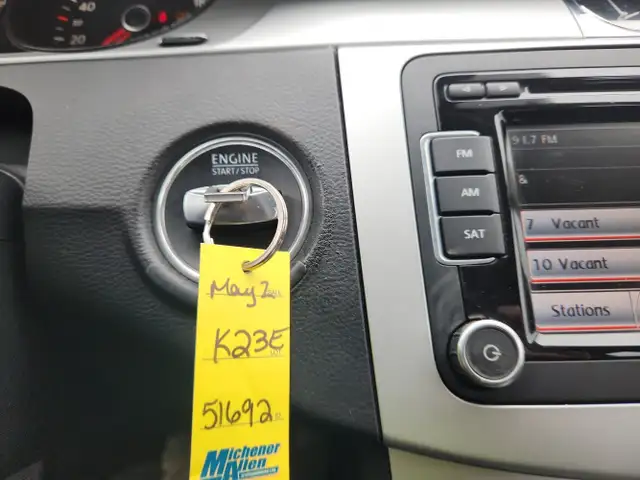 40
20
ENGINE
START/STOP
May 2
K23E
51692
Michener
Allen
FM
AM
SAT
91.7 FM
&
7 Vacant
10 Vacant
Stations